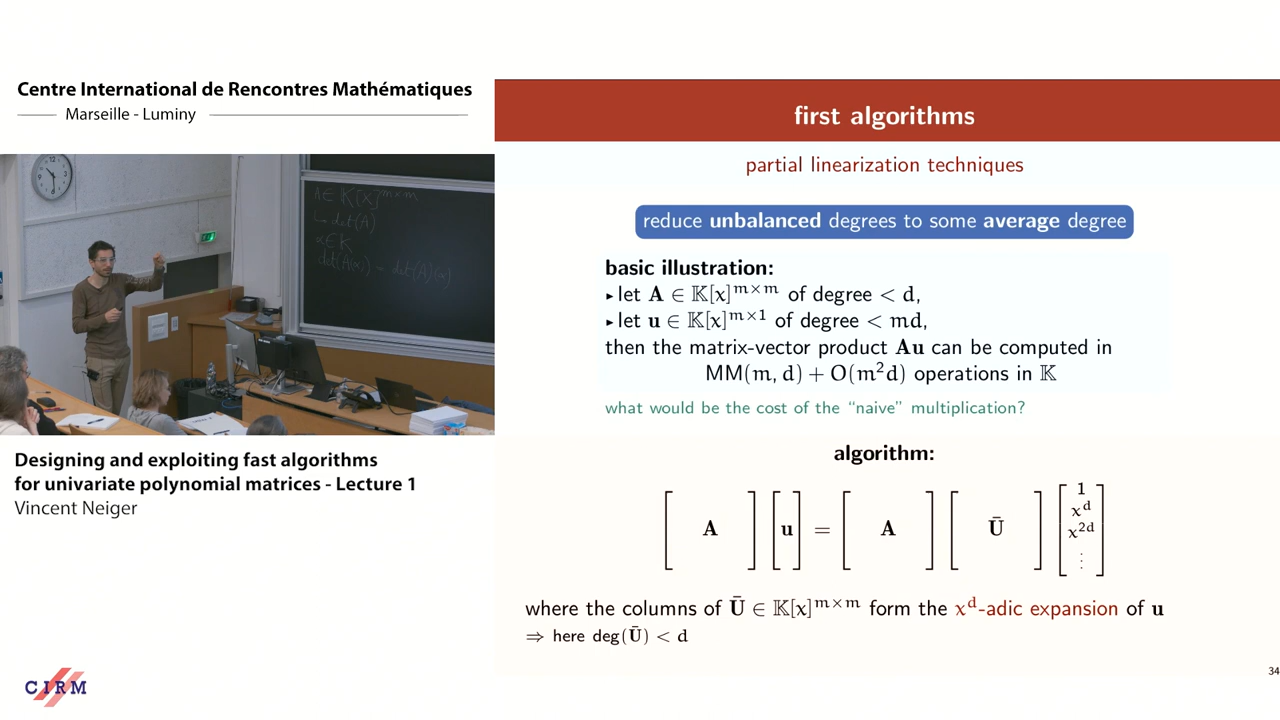 Centre International de Rencontres Mathématiques
Marseille - Luminy
A ∈ K[x]^{m×m}
↳ det(A)
x ∈ K
det(A(x)) = det(A)(x)
Designing and exploiting fast algorithms
for univariate polynomial matrices - Lecture 1
Vincent Neiger
CIRM
first algorithms
partial linearization techniques
reduce unbalanced degrees to some average degree
basic illustration:
▸ let A ∈ 𝕂[x]^{m×m} of degree < d,
▸ let u ∈ 𝕂[x]^{m×1} of degree < md,
then the matrix-vector product Au can be computed in
MM(m, d) + O(m²d) operations in 𝕂
what would be the cost of the “naive” multiplication?
algorithm:
[ A ] [ u ] = [ A ] [ Ū ] [ 1 x^d x^{2d} ⋮ ]
where the columns of Ū ∈ 𝕂[x]^{m×m} form the x^d-adic expansion of u
⇒ here deg(Ū) < d
34